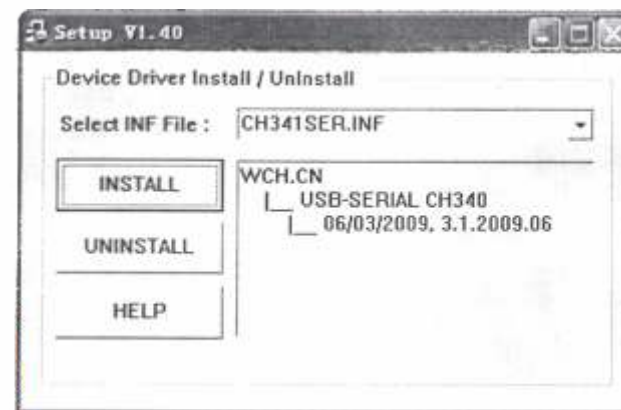 Setup V1.40
Device Driver Install / UnInstall
Select INF File :
CH341SER.INF
INSTALL
UNINSTALL
HELP
WCH.CN
|__ USB-SERIAL CH340
|__ 06/03/2009, 3.1.2009.06